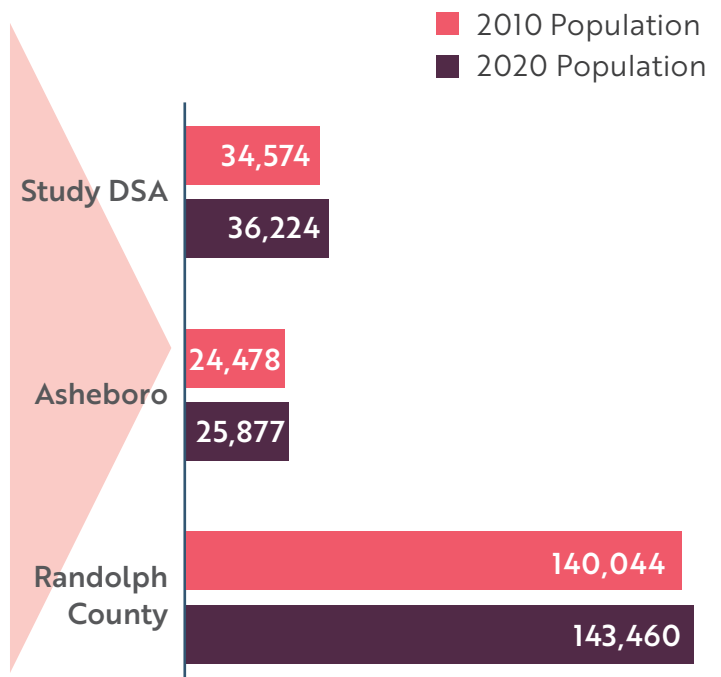 2010 Population
2020 Population
Study DSA
34,574
36,224
Asheboro
24,478
25,877
Randolph
County
140,044
143,460